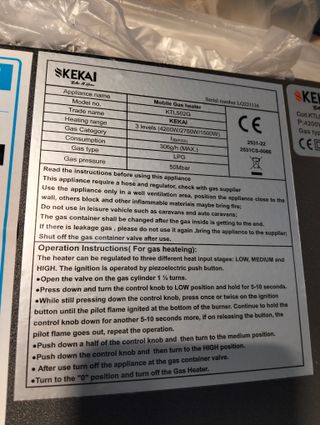 KEKAI
Serial number LQ221116
Appliance name
Mobile Gas heater
Model no.
KTL502G
Trade name
KEKAI
Heating range
3 levels (4200W/2750W/1500W)
Gas Category
Consumption
306g/h (MAX.)
Gas type
LPG
Gas pressure
50Mbar
CE
2531-22
2531CS-0066
Read the instructions before using this appliance
This appliance require a hose and regulator, check with gas supplier
Use the appliance only in a well ventilation area, position the appliance close to the
wall, others block and other inflammable materials maybe bring fire;
Do not use in leisure vehicle such as caravans and auto caravans;
The gas container shall be changed after the gas inside is getting to the end.
If there is leakage gas , please do not use it again ,bring the appliance to the supplier;
Shut off the gas container valve after use.
Operation Instructions( For gas heateing):
The heater can be regulated to three different heat input stages: LOW, MEDIUM and
HIGH. The ignition is operated by piezoelectric push button.
●Open the valve on the gas cylinder 1 ½ turns.
●Press down and turn the control knob to LOW position and hold for 5-10 seconds.
●While still pressing down the control knob, press once or twice on the ignition
button until the pilot flame ignited at the bottom of the burner. Continue to hold the
control knob down for another 5-10 seconds more, if on releasing the button, the
pilot flame goes out, repeat the operation.
●Push down a half of the control knob and then turn to the medium position.
●Push down the control knob and then turn to the HIGH position.
● After use turn off the appliance at the gas container valve.
●Turn to the "0" position and turn off the Gas Heater.